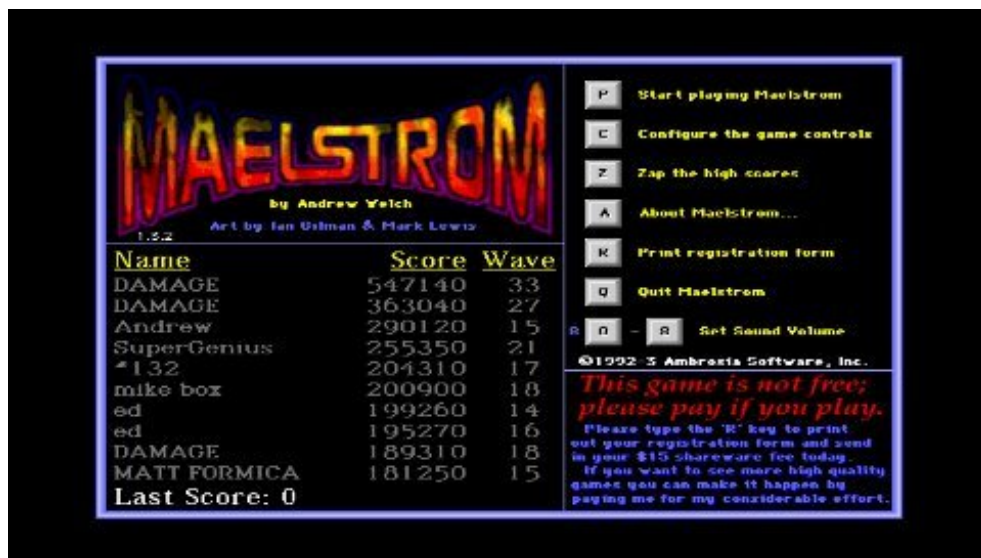 MAELSTROM
by Andrew Welch
Art by Ian Gilman & Mark Lewis
1.3.2
Name Score Wave
DAMAGE 547140 33
DAMAGE 363040 27
Andrew 290120 15
SuperGenius 255350 21
*132 204310 17
mike box 200900 18
ed 199260 14
ed 195270 16
DAMAGE 189310 18
MATT FORMICA 181250 15
Last Score: 0
P Start playing Maelstrom
C Configure the game controls
Z Zap the high scores
A About Maelstrom...
R Print registration form
Q Quit Maelstrom
8 0 - 8 Set Sound Volume
©1992-3 Ambrosia Software, Inc.
This game is not free;
please pay if you play.
Please type the 'R' key to print
out your registration form and send
in your $15 shareware fee today.
If you want to see more high quality
games you can make it happen by
paying me for my considerable effort.